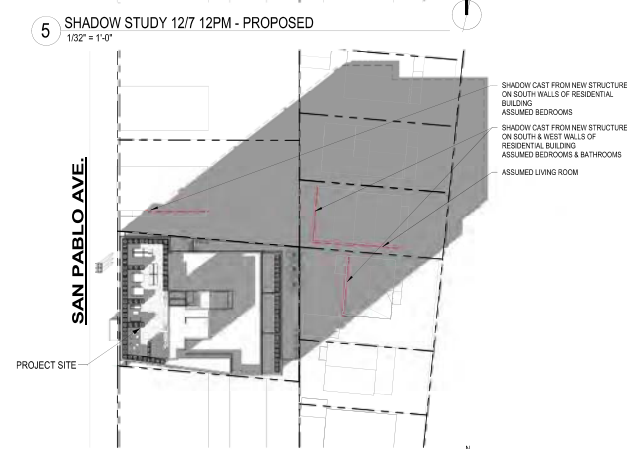 5
SHADOW STUDY 12/7 12PM - PROPOSED
1/32" = 1'-0"
SHADOW CAST FROM NEW STRUCTURE
ON SOUTH WALLS OF RESIDENTIAL
BUILDING
ASSUMED BEDROOMS
SHADOW CAST FROM NEW STRUCTURE
ON SOUTH & WEST WALLS OF
RESIDENTIAL BUILDING
ASSUMED BEDROOMS & BATHROOMS
ASSUMED LIVING ROOM
SAN PABLO AVE.
PROJECT SITE
N